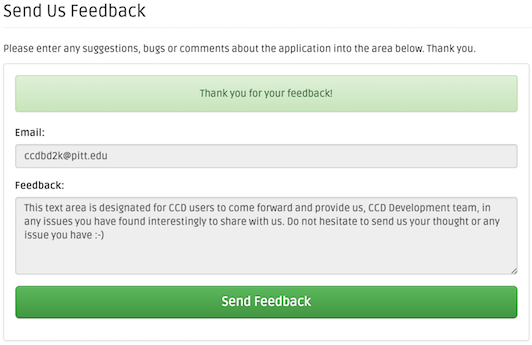 Send Us Feedback
Please enter any suggestions, bugs or comments about the application into the area below. Thank you.
Thank you for your feedback!
Email:
ccdbd2k@pitt.edu
Feedback:
This text area is designated for CCD users to come forward and provide us, CCD Development team, in
any issues you have found interestingly to share with us. Do not hesitate to send us your thought or any
issue you have :-)
Send Feedback